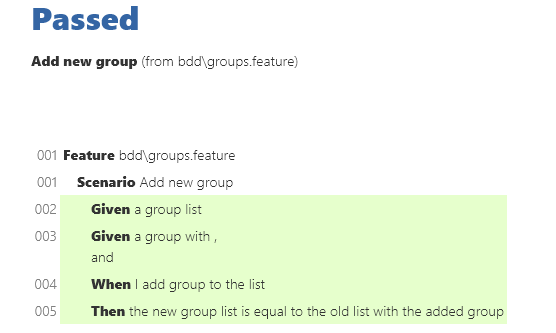 Passed
Add new group (from bdd\groups.feature)
001 Feature bdd\groups.feature
001 Scenario Add new group
002 Given a group list
003 Given a group with ,
and
004 When I add group to the list
005 Then the new group list is equal to the old list with the added group